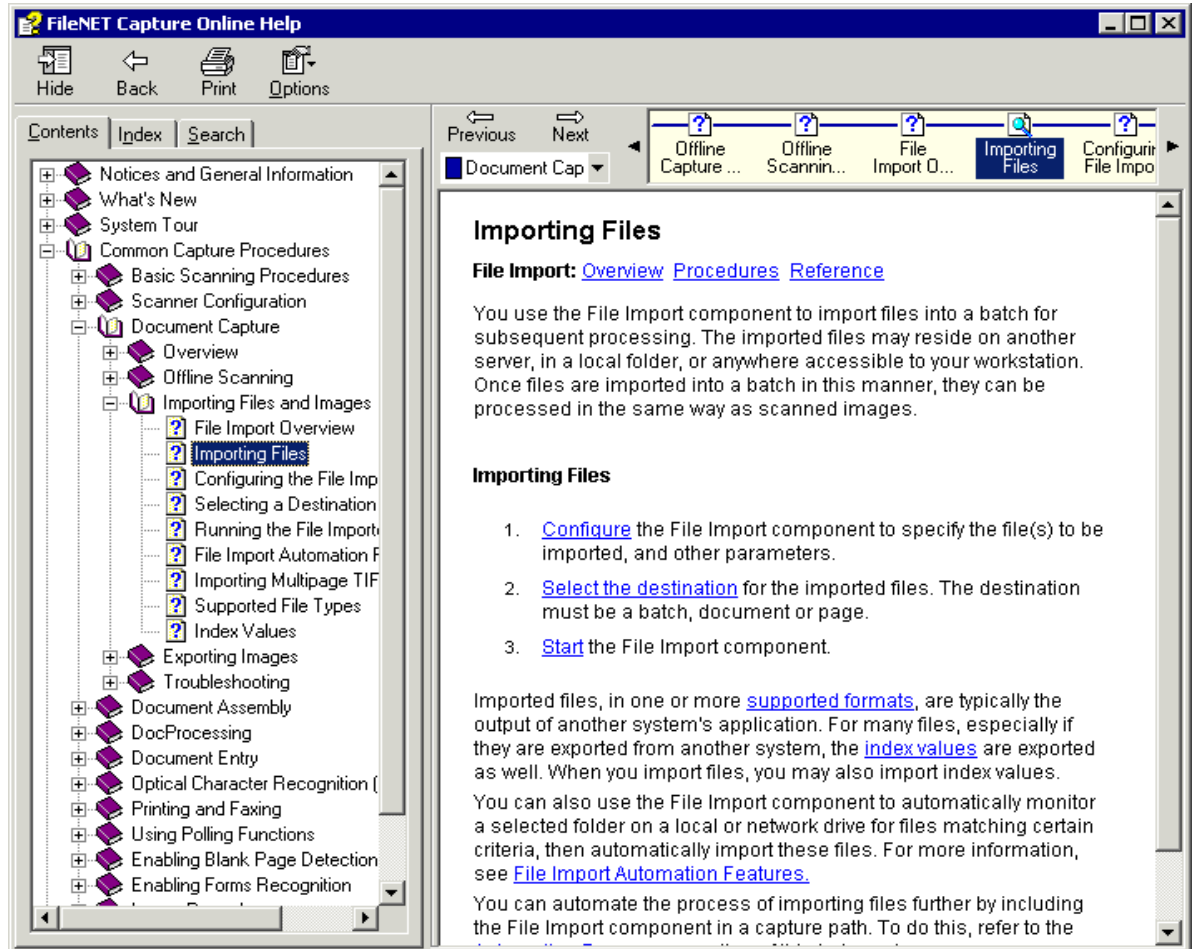 FileNET Capture Online Help
Hide Back Print Options
Contents Index Search
Notices and General Information
What's New
System Tour
Common Capture Procedures
Basic Scanning Procedures
Scanner Configuration
Document Capture
Overview
Offline Scanning
Importing Files and Images
File Import Overview
Importing Files
Configuring the File Imp
Selecting a Destination
Running the File Import
File Import Automation F
Importing Multipage TIF
Supported File Types
Index Values
Exporting Images
Troubleshooting
Document Assembly
DocProcessing
Document Entry
Optical Character Recognition (
Printing and Faxing
Using Polling Functions
Enabling Blank Page Detection
Enabling Forms Recognition
Previous Next
Document Cap
Offline Capture ...
Offline Scannin...
File Import O...
Importing Files
Configurin File Impo
Importing Files
File Import: Overview Procedures Reference
You use the File Import component to import files into a batch for
subsequent processing. The imported files may reside on another
server, in a local folder, or anywhere accessible to your workstation.
Once files are imported into a batch in this manner, they can be
processed in the same way as scanned images.
Importing Files
1. Configure the File Import component to specify the file(s) to be
imported, and other parameters.
2. Select the destination for the imported files. The destination
must be a batch, document or page.
3. Start the File Import component.
Imported files, in one or more supported formats, are typically the
output of another system's application. For many files, especially if
they are exported from another system, the index values are exported
as well. When you import files, you may also import index values.
You can also use the File Import component to automatically monitor
a selected folder on a local or network drive for files matching certain
criteria, then automatically import these files. For more information,
see File Import Automation Features.
You can automate the process of importing files further by including
the File Import component in a capture path. To do this, refer to the